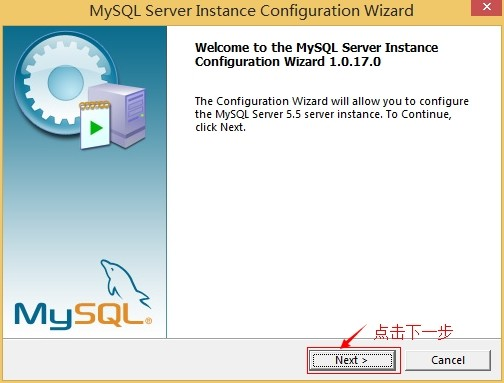 MySQL Server Instance Configuration Wizard
Welcome to the MySQL Server Instance
Configuration Wizard 1.0.17.0
The Configuration Wizard will allow you to configure
the MySQL Server 5.5 server instance. To Continue,
click Next.
MySQL®
点击下一步
Next >
Cancel